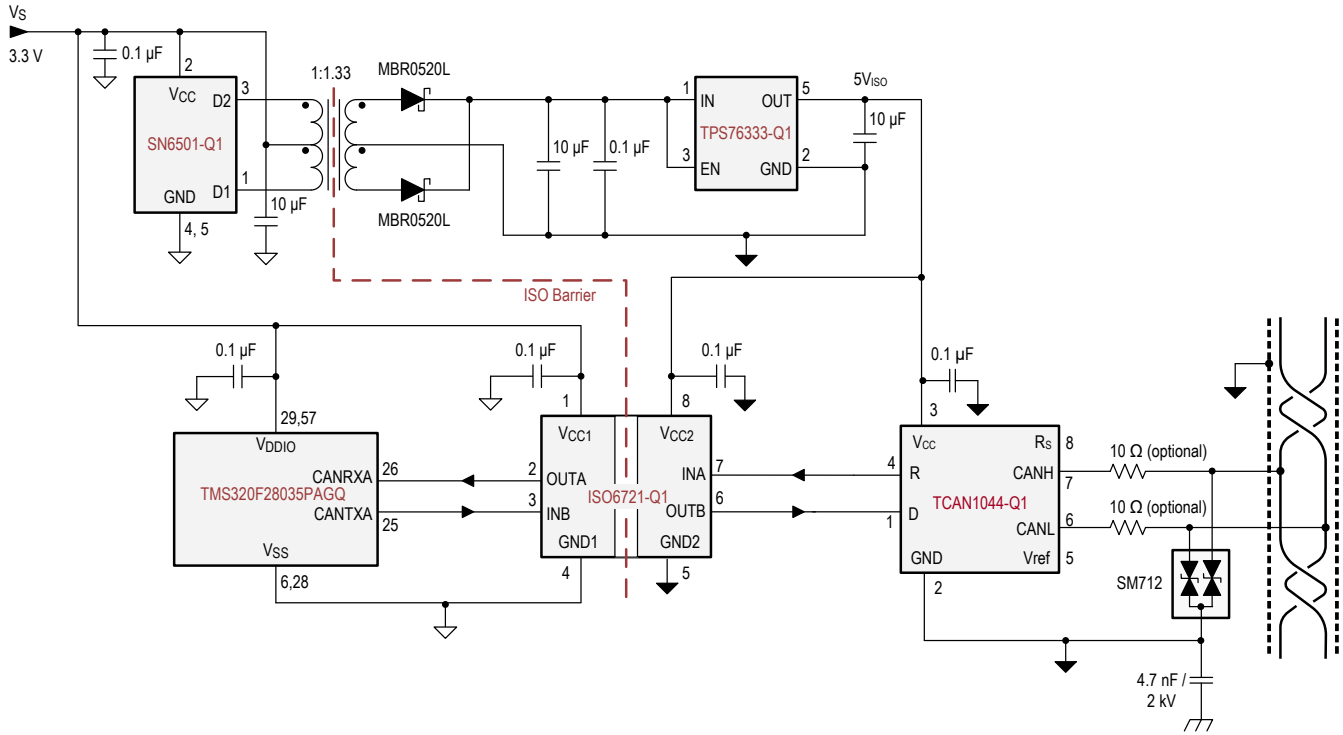 VS
3.3 V
0.1 µF
2
VCC
D2
3
SN6501-Q1
D1
1
GND
4, 5
10 µF
1:1.33
MBR0520L
MBR0520L
10 µF
0.1 µF
1
IN
OUT
5
TPS76333-Q1
3
EN
GND
2
5VISO
10 µF
ISO Barrier
0.1 µF
29,57
VDDIO
CANRXA
26
TMS320F28035PAGQ
CANTXA
25
VSS
6,28
0.1 µF
1
VCC1
2
OUTA
3
INB
GND1
4
ISO6721-Q1
0.1 µF
8
VCC2
INA
7
OUTB
6
GND2
5
0.1 µF
3
VCC
RS
8
4
R
CANH
7
TCAN1044-Q1
1
D
CANL
6
GND
2
Vref
5
10 Ω (optional)
10 Ω (optional)
SM712
4.7 nF /
2 kV